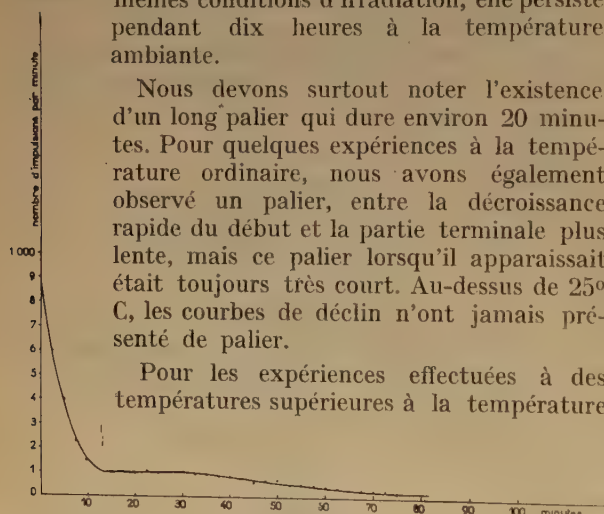 mêmes conditions d'irradiation, elle persiste
pendant dix heures à la température
ambiante.
Nous devons surtout noter l'existence
d'un long palier qui dure environ 20 minu-
tes. Pour quelques expériences à la tempé-
rature ordinaire, nous avons également
observé un palier, entre la décroissance
rapide du début et la partie terminale plus
lente, mais ce palier lorsqu'il apparaissait
était toujours très court. Au-dessus de 25º
C, les courbes de déclin n'ont jamais pré-
senté de palier.
Pour les expériences effectuées à des
températures supérieures à la température
nombre d'impulsions par minute
1 000
9
8
7
6
5
4
3
2
1
0
10 20 30 40 50 60 70 80 90 100 minutes